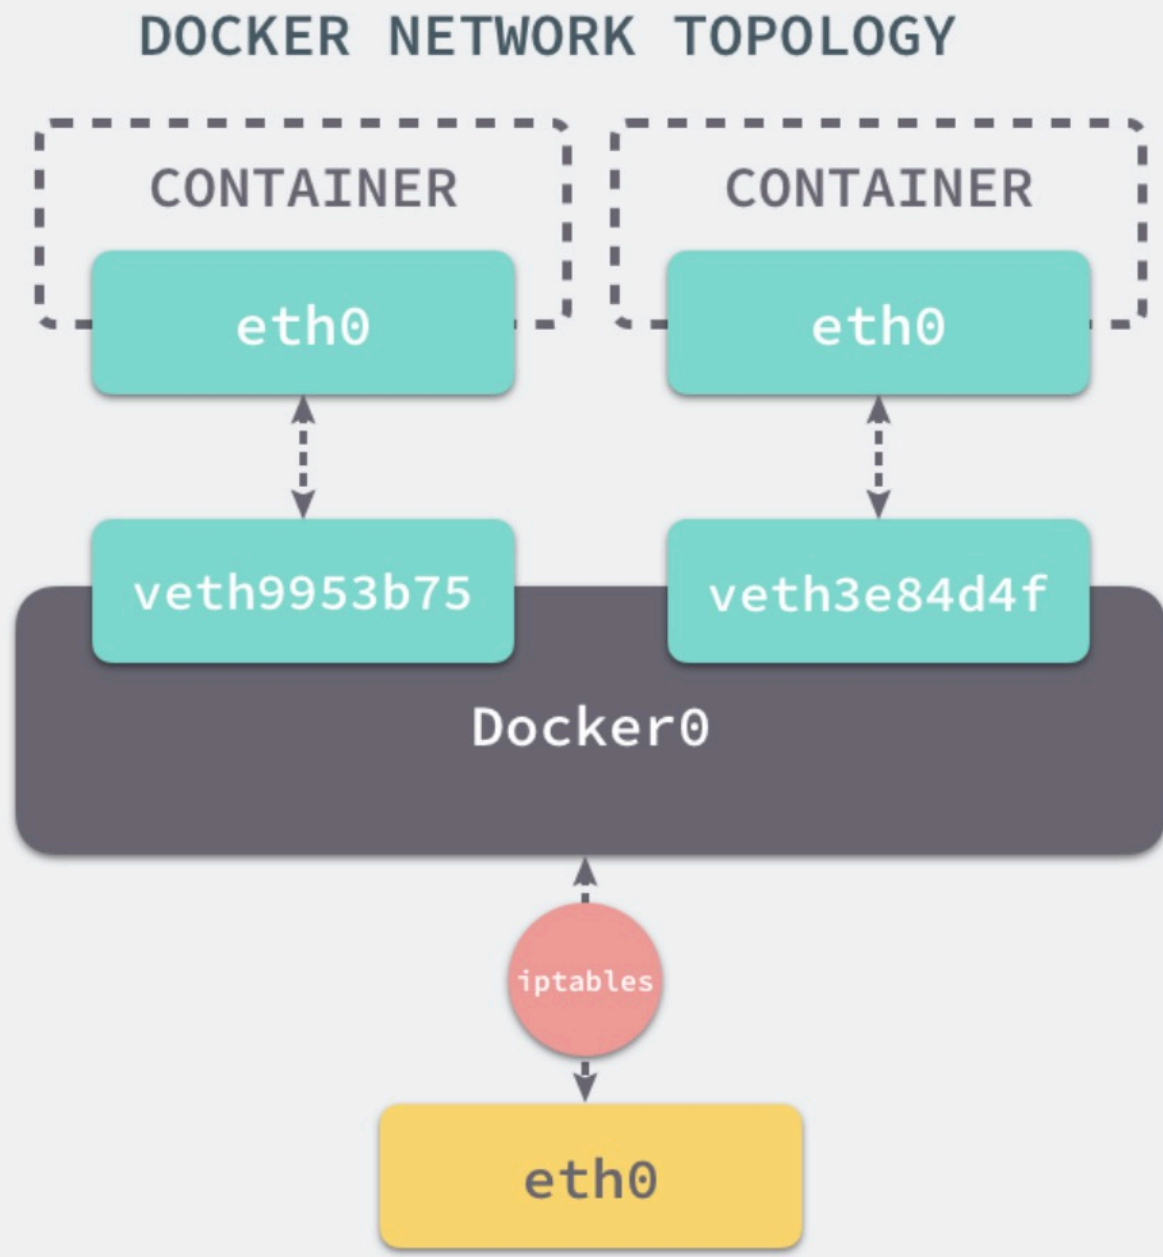 DOCKER NETWORK TOPOLOGY
CONTAINER
CONTAINER
eth0
eth0
veth9953b75
veth3e84d4f
Docker0
iptables
eth0